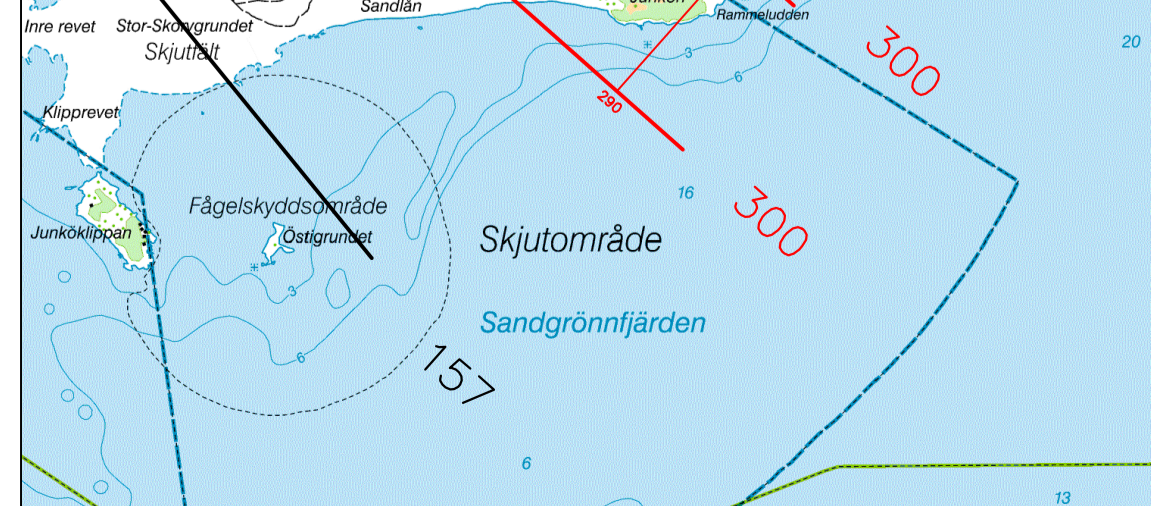 Sandlån
Junkön
Rammeludden
Inre revet
Stor-Skorvgrundet
Skjutfält
20
300
3
6
290
Klipprevet
16
300
Fågelskyddsområde
Junköklippan
Östigrundet
Skjutområde
3
Sandgrönnfjärden
6
157
6
13